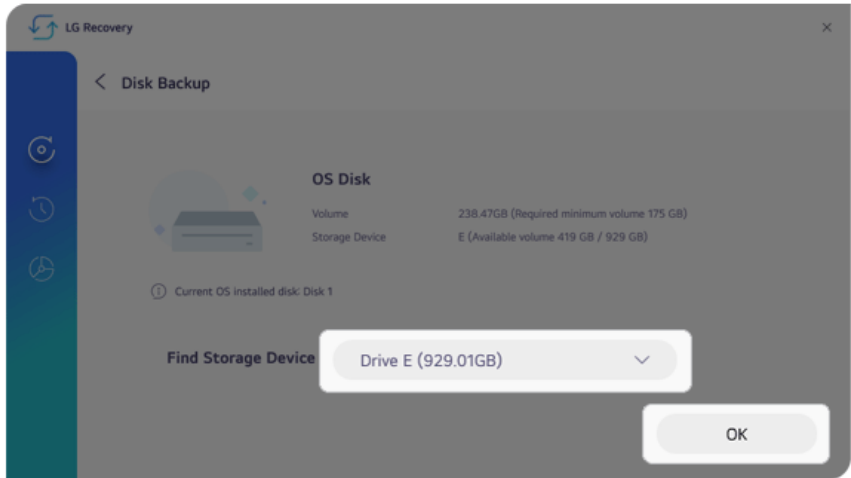 LG Recovery
Disk Backup
OS Disk
Volume 238.47GB (Required minimum volume 175 GB)
Storage Device E (Available volume 419 GB / 929 GB)
Current OS installed disk: Disk 1
Find Storage Device Drive E (929.01GB)
OK